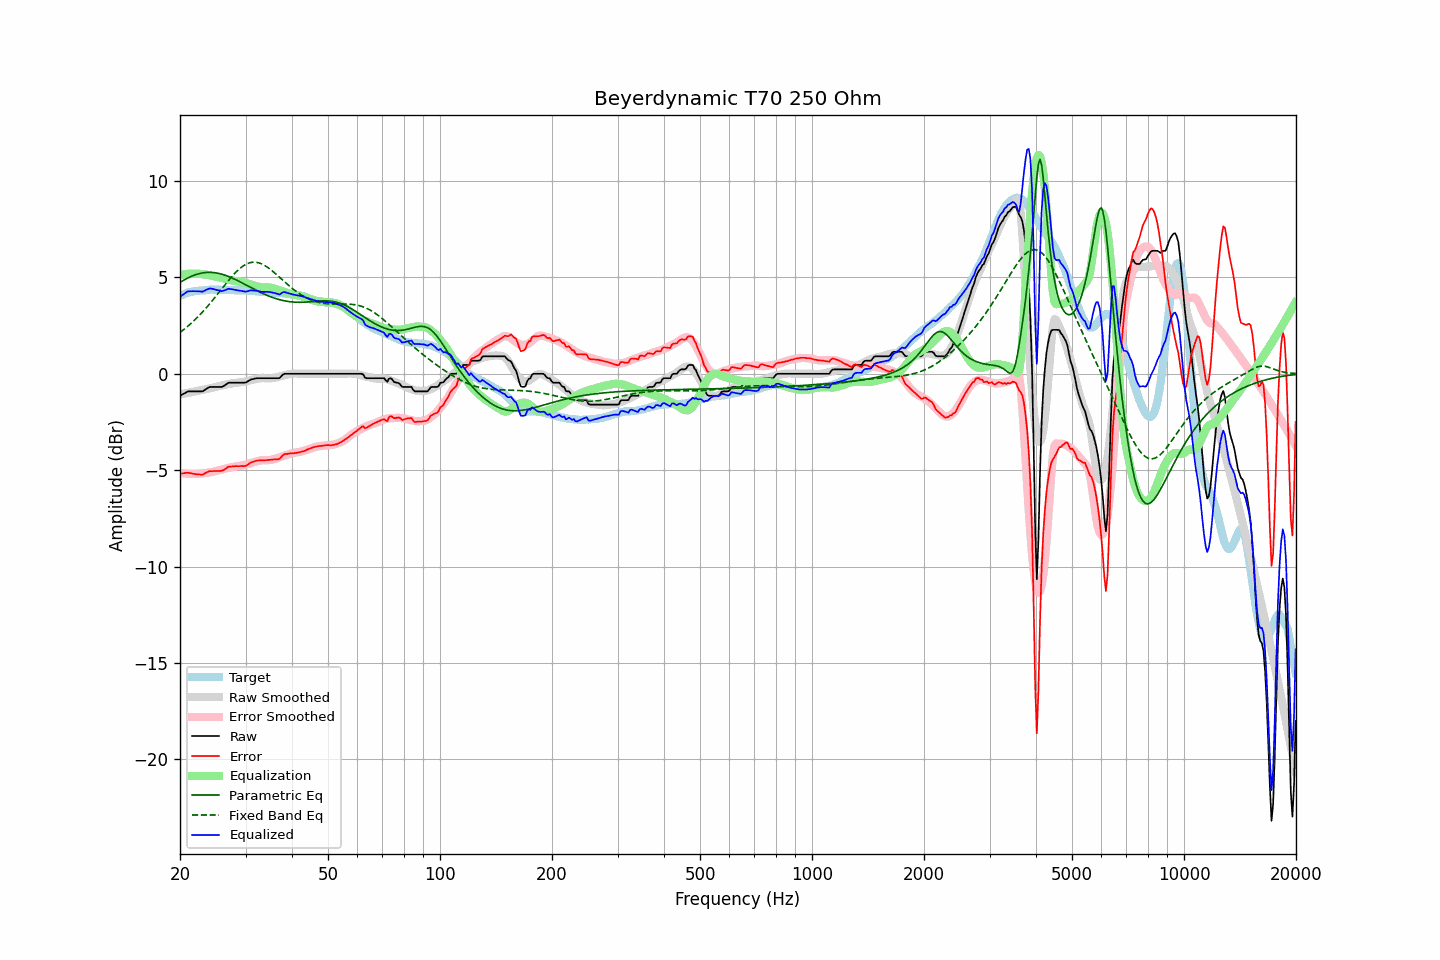 Beyerdynamic T70 250 Ohm
Amplitude (dBr)
10
5
0
−5
−10
−15
−20
Target
Raw Smoothed
Error Smoothed
Raw
Error
Equalization
Parametric Eq
Fixed Band Eq
Equalized
20 50 100 200 500 1000 2000 5000 10000 20000
Frequency (Hz)